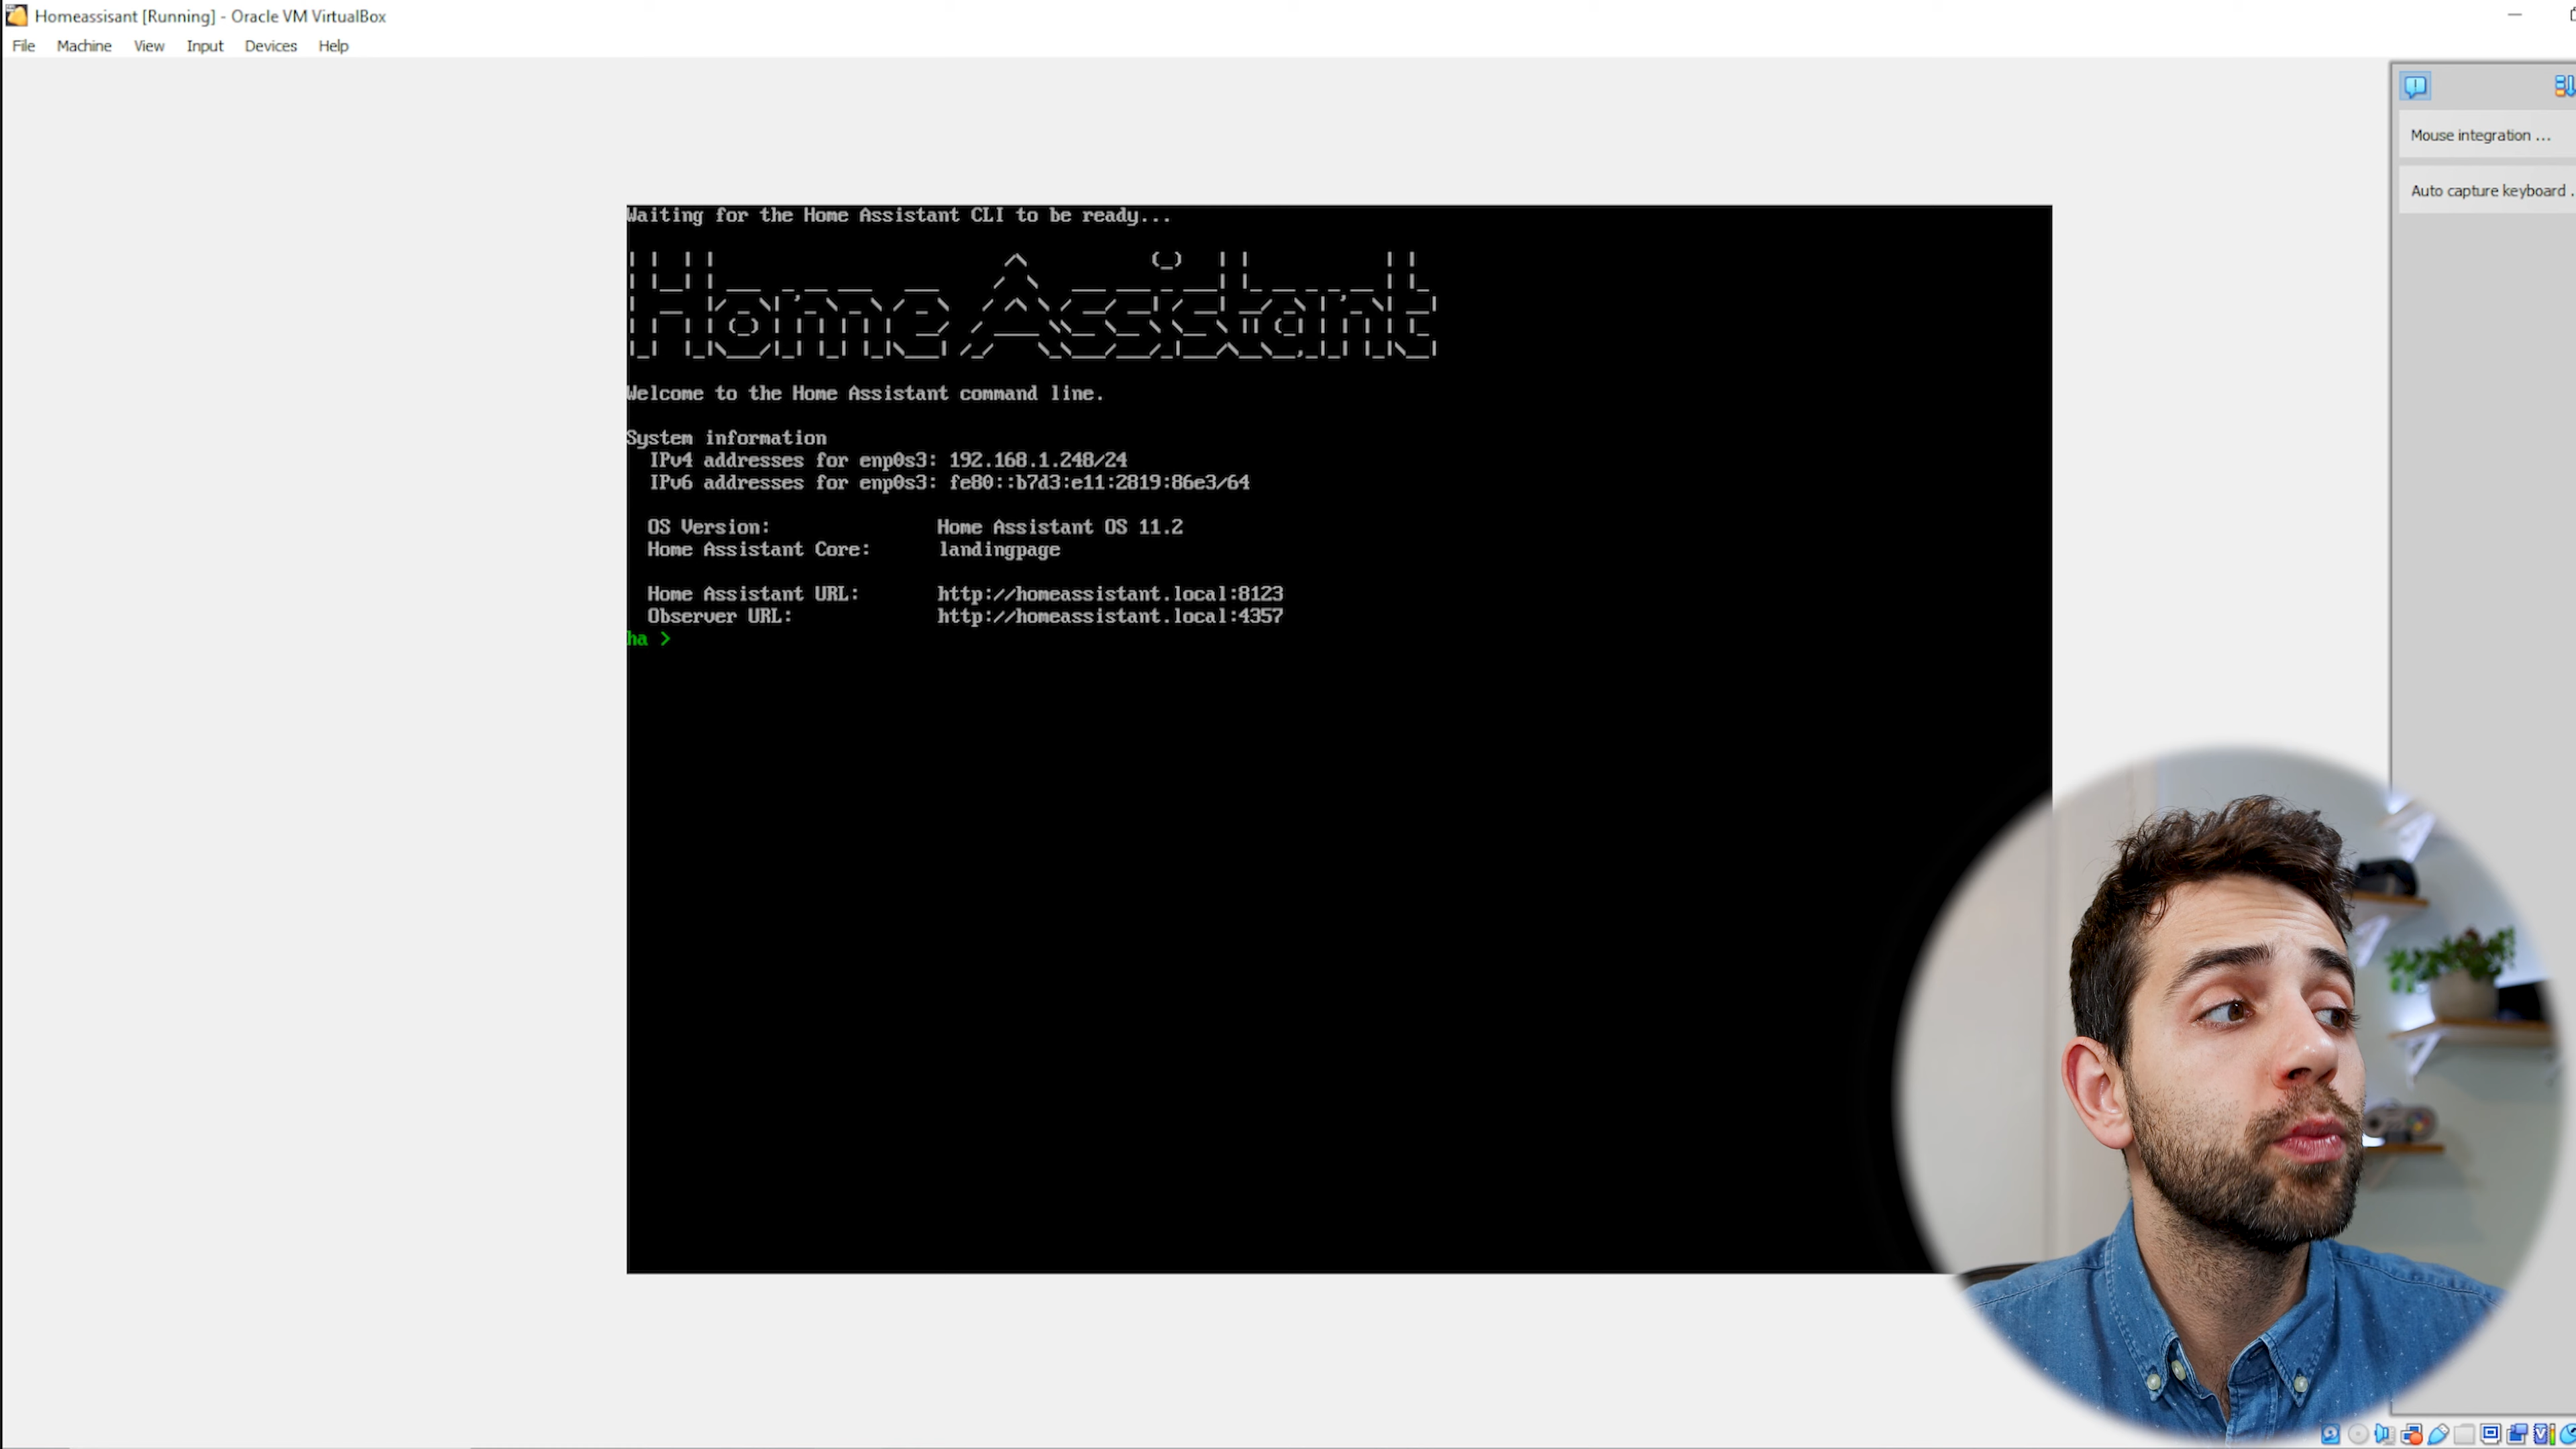 Homeassisant [Running] - Oracle VM VirtualBox
File Machine View Input Devices Help
Mouse integration ...
Auto capture keyboard .
Waiting for the Home Assistant CLI to be ready...
Home Assistant
Welcome to the Home Assistant command line.
System information
IPv4 addresses for enp0s3: 192.168.1.248/24
IPv6 addresses for enp0s3: fe80::b7d3:e11:2819:86e3/64
OS Version: Home Assistant OS 11.2
Home Assistant Core: landingpage
Home Assistant URL: http://homeassistant.local:8123
Observer URL: http://homeassistant.local:4357
ha >